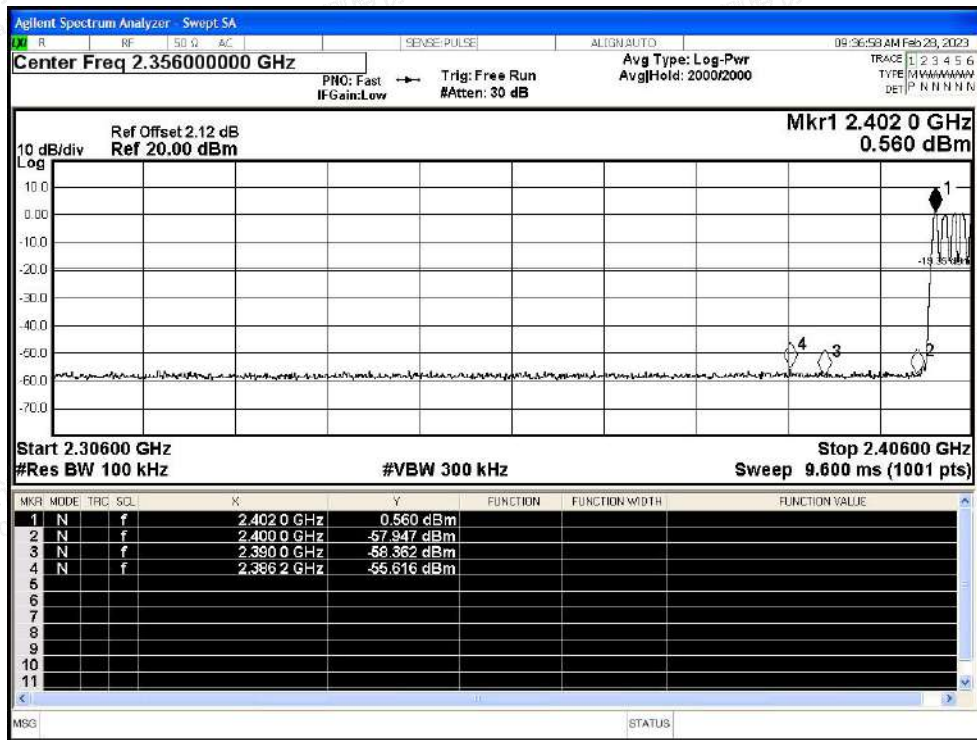 Agilent Spectrum Analyzer - Swept SA
LXI R RF 50 Ω AC SENSE:PULSE ALIGN AUTO 09:36:58 AM Feb 28, 2023
Center Freq 2.356000000 GHz
PNO: Fast Trig: Free Run Avg Type: Log-Pwr TRACE 1 2 3 4 5 6
IFGain:Low #Atten: 30 dB Avg|Hold: 2000/2000 TYPE M
DET P N N N N N
Ref Offset 2.12 dB
10 dB/div Ref 20.00 dBm
Mkr1 2.402 0 GHz
0.560 dBm
Log
10.0
0.00
-10.0
-20.0
-30.0
-40.0
-50.0
-60.0
-70.0
1
4
3
2
Start 2.30600 GHz Stop 2.40600 GHz
#Res BW 100 kHz #VBW 300 kHz Sweep 9.600 ms (1001 pts)
MKR MODE TRC SCL X Y FUNCTION FUNCTION WIDTH FUNCTION VALUE
1 N f 2.402 0 GHz 0.560 dBm
2 N f 2.400 0 GHz -57.947 dBm
3 N f 2.390 0 GHz -58.362 dBm
4 N f 2.386 2 GHz -55.616 dBm
5
6
7
8
9
10
11
MSG STATUS